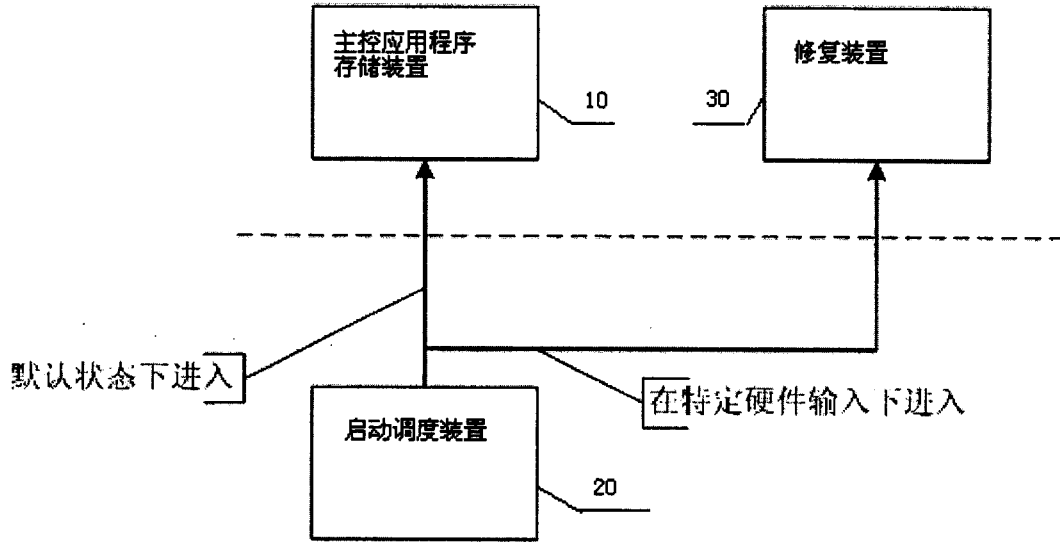 主控应用程序
存储装置
修复装置
10
30
默认状态下进入
在特定硬件输入下进入
启动调度装置
20